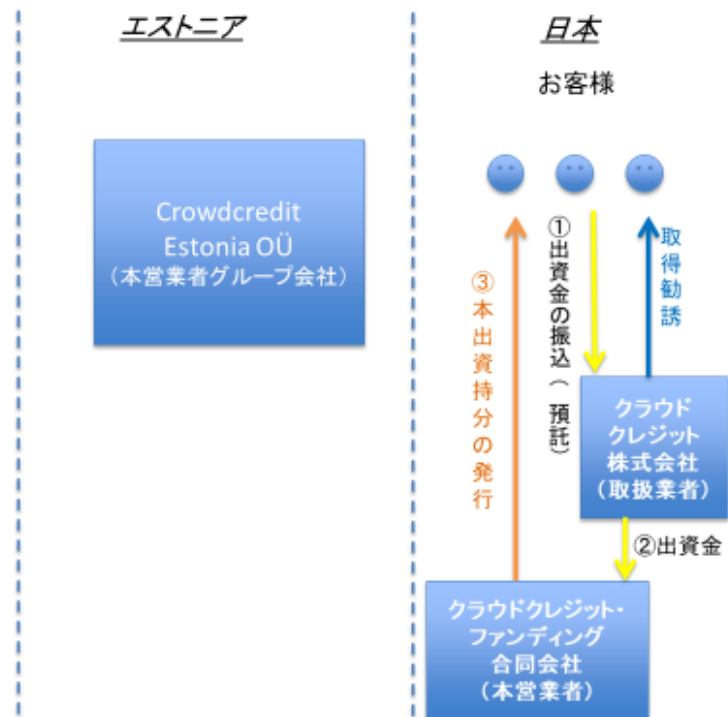 エストニア
日本
お客様
Crowdcredit
Estonia OÜ
(本営業者グループ会社)
③本出資持分の発行
①出資金の振込(預託)
取得勧誘
クラウド
クレジット
株式会社
(取扱業者)
②出資金
クラウドクレジット・
ファンディング
合同会社
(本営業者)